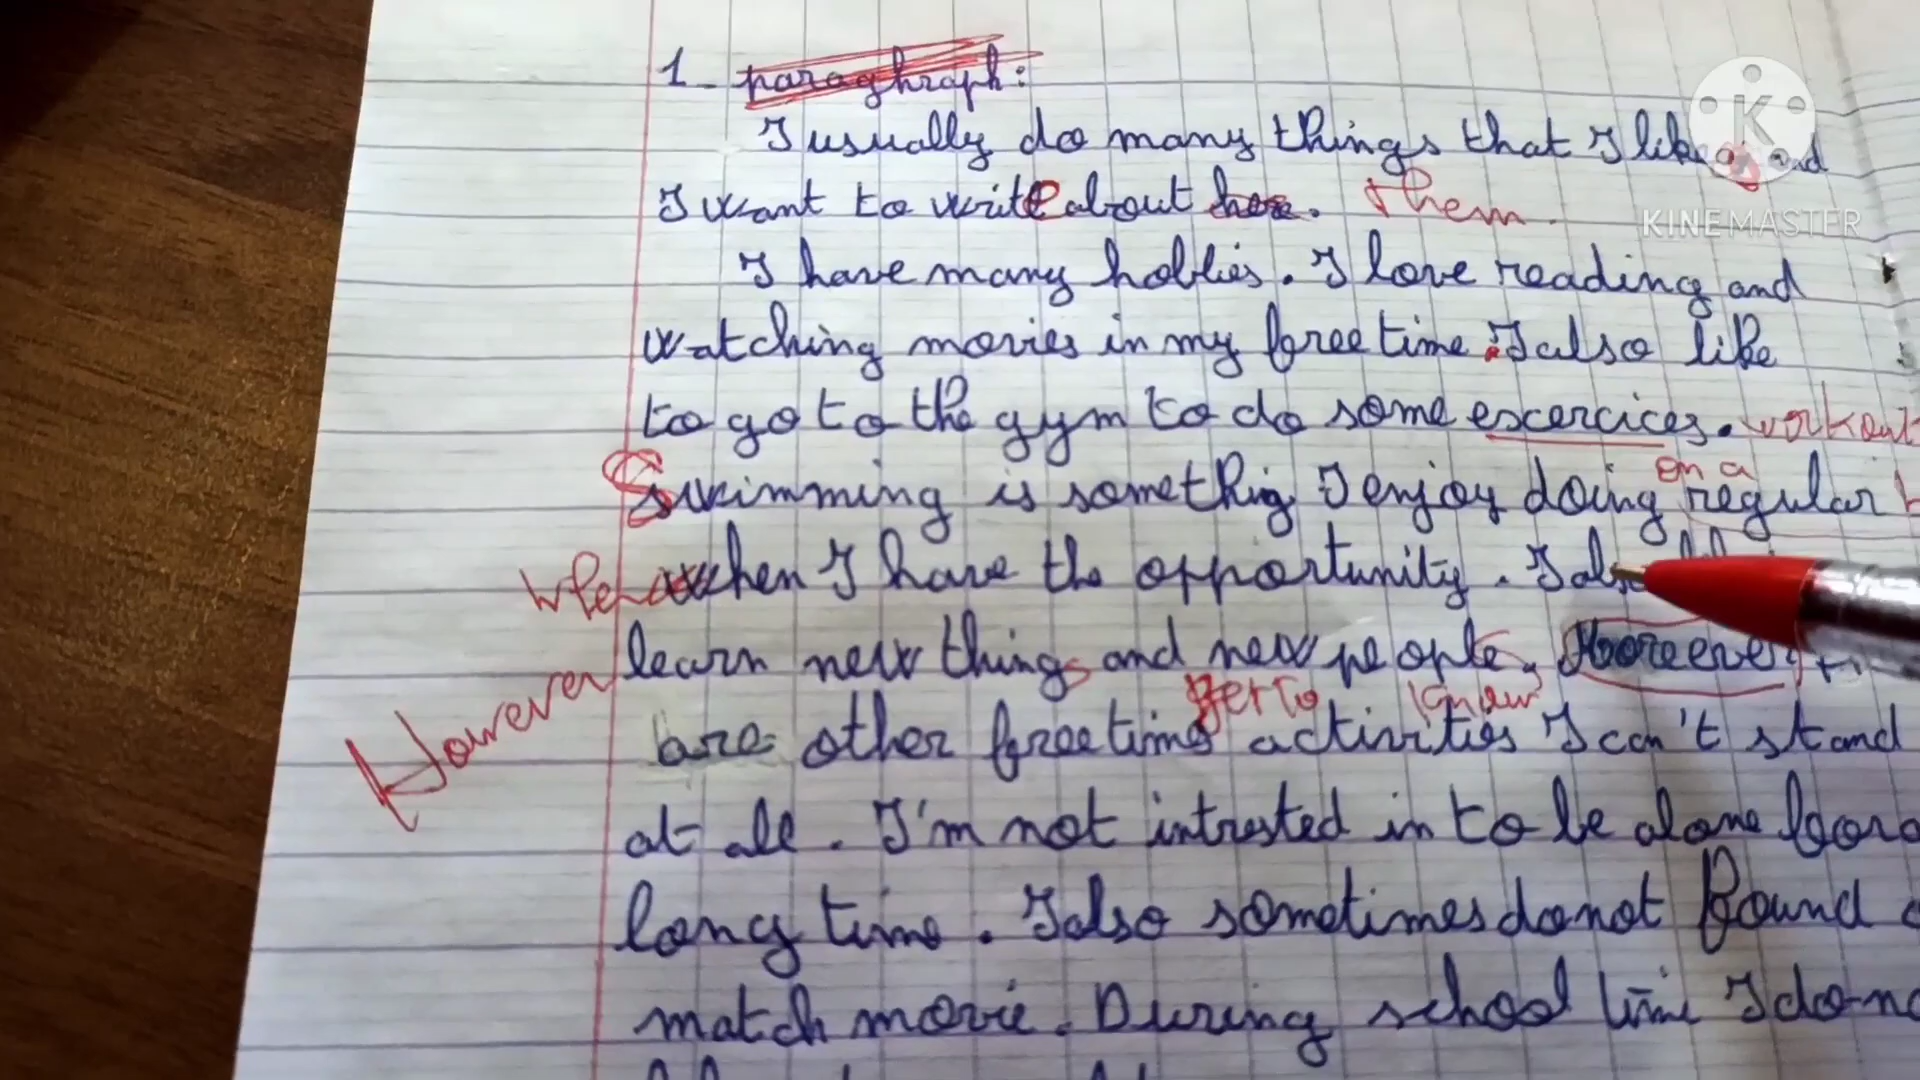 1_ paraghraph:
I usually do many things that I like and
I want to write about her. them.
KINEMASTER
I have many hobbies. I love reading and
watching movies in my free time. I also like
to go to the gym to do some excercices. workout
on a
Swimming is something I enjoy doing regular
when when I have the opportunity. I also
learn new things and new people,
However get to know
are other free time activities I can't stand
at all. I'm not intrested in to be alone for a
long time. I also sometimes do not found
match movie. During school time I do